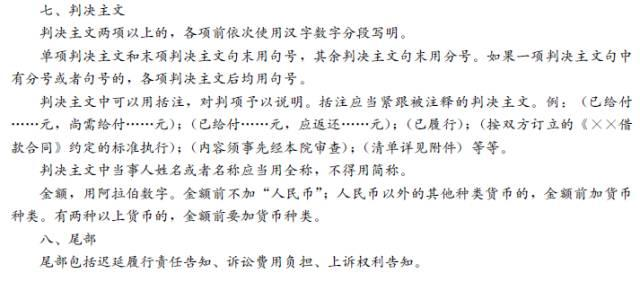 七、判决主文
判决主文两项以上的，各项前依次使用汉字数字分段写明。
单项判决主文和末项判决主文句末用句号，其余判决主文句末用分号。如果一项判决主文句中
有分号或者句号的，各项判决主文后均用句号。
判决主文中可以用括注，对判项予以说明。括注应当紧跟被注释的判决主文。例：（已给付
……元，尚需给付……元）；（已给付……元，应返还……元）；（已履行）；（按双方订立的《××借
款合同》约定的标准执行）；（内容须事先经本院审查）；（清单详见附件）等等。
判决主文中当事人姓名或者名称应当用全称，不得用简称。
金额，用阿拉伯数字。金额前不加“人民币”；人民币以外的其他种类货币的，金额前加货币
种类。有两种以上货币的，金额前要加货币种类。
八、尾部
尾部包括迟延履行责任告知、诉讼费用负担、上诉权利告知。